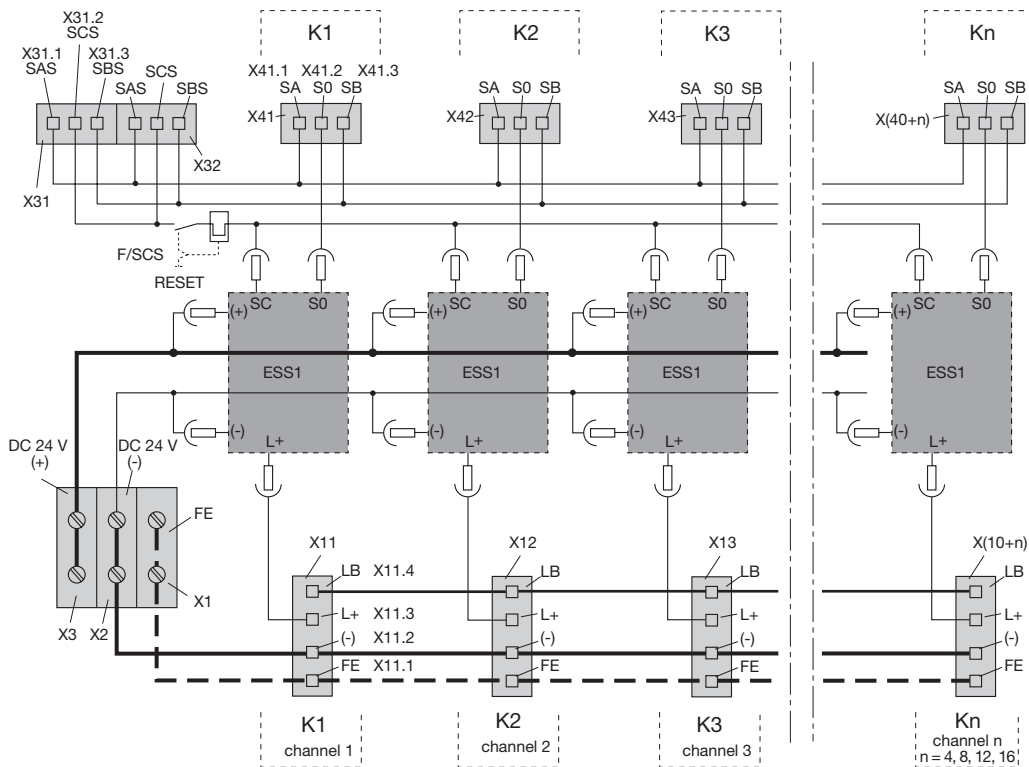 X31.2
SCS
X31.1
SAS
X31.3
SBS
SAS
SCS
SBS
X31
X32
K1
X41.1
SA
X41.2
S0
X41.3
SB
X41
K2
SA S0 SB
X42
K3
SA S0 SB
X43
Kn
SA S0 SB
X(40+n)
F/SCS
RESET
SC S0
(+)
ESS1
(-)
L+
SC S0
(+)
ESS1
(-)
L+
SC S0
(+)
ESS1
(-)
L+
SC S0
(+)
ESS1
(-)
L+
DC 24 V
(+)
DC 24 V
(-)
FE
X1
X3 X2
X11
LB X11.4
L+ X11.3
(-) X11.2
FE X11.1
X12
LB
L+
(-)
FE
X13
LB
L+
(-)
FE
X(10+n)
LB
L+
(-)
FE
K1
channel 1
K2
channel 2
K3
channel 3
Kn
channel n
n = 4, 8, 12, 16